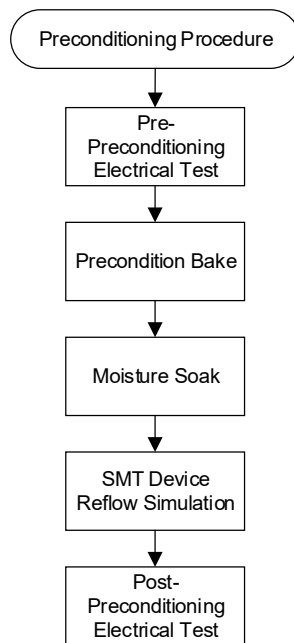 Preconditioning Procedure
Pre-
Preconditioning
Electrical Test
Precondition Bake
Moisture Soak
SMT Device
Reflow Simulation
Post-
Preconditioning
Electrical Test